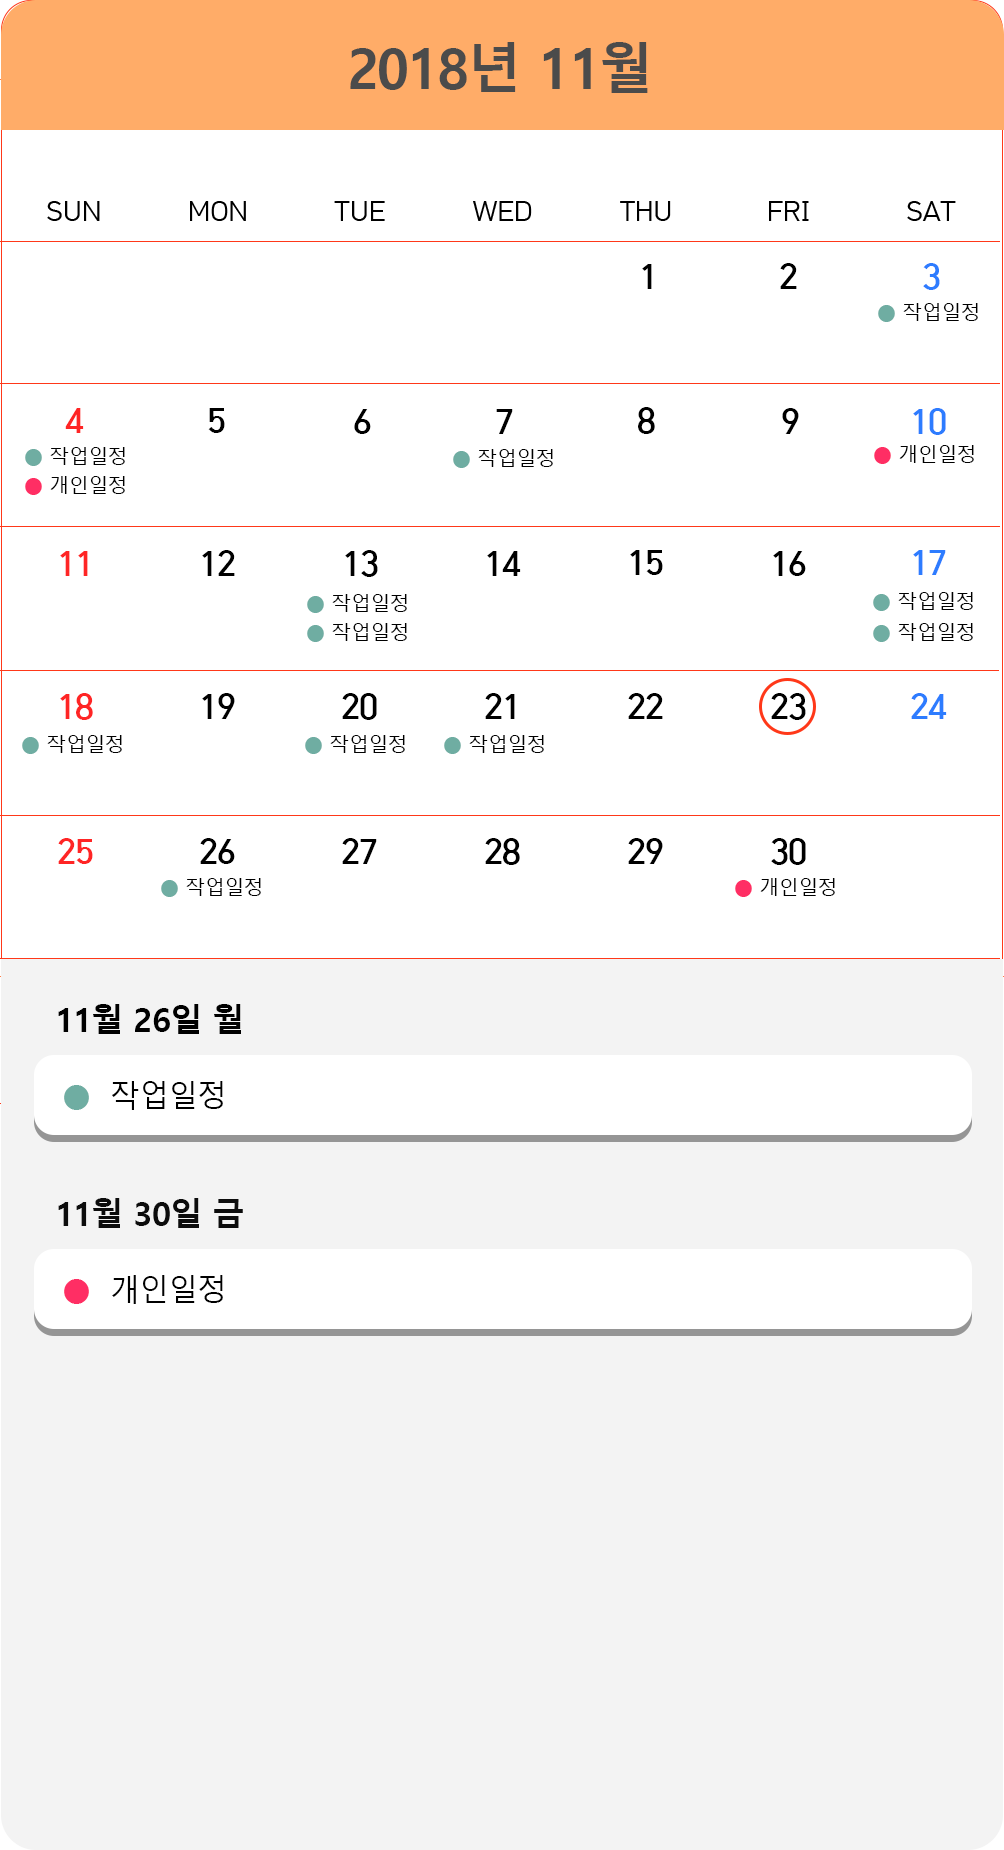 2018년 11월
SUN MON TUE WED THU FRI SAT
1 2 3
작업일정
4 5 6 7 8 9 10
작업일정 작업일정 개인일정
개인일정
11 12 13 14 15 16 17
작업일정 작업일정
작업일정 작업일정
18 19 20 21 22 23 24
작업일정 작업일정 작업일정
25 26 27 28 29 30
작업일정 개인일정
11월 26일 월
작업일정
11월 30일 금
개인일정